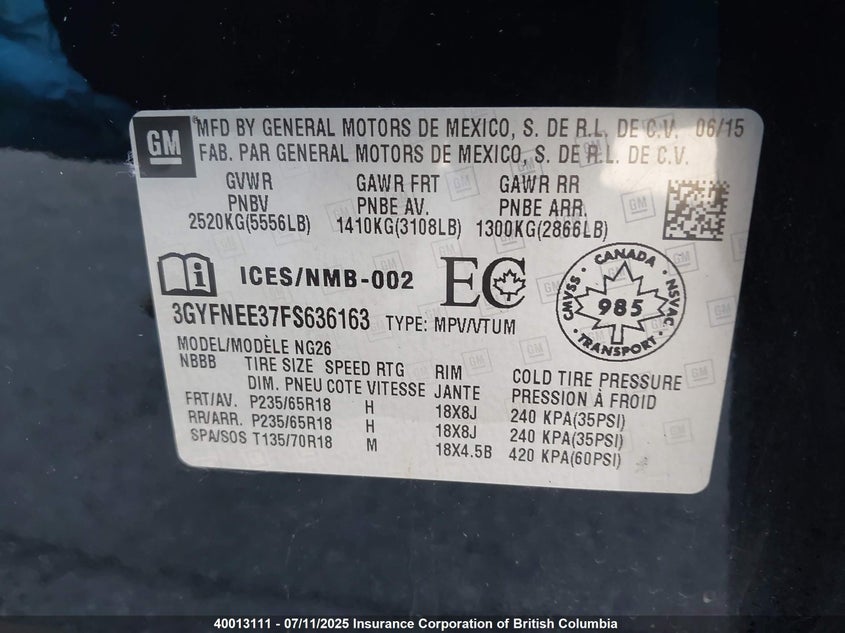 GM
® MFD BY GENERAL MOTORS DE MEXICO, S. DE R.L. DE C.V. 06/15
FAB. PAR GENERAL MOTORS DE MEXICO, S. DE R.L. DE C.V.
GVWR GAWR FRT GAWR RR
PNBV PNBE AV. PNBE ARR.
2520KG(5556LB) 1410KG(3108LB) 1300KG(2866LB)
i ICES/NMB-002 EC
CANADA
CMVSS 985 NSVAC
TRANSPORT
3GYFNEE37FS636163 TYPE: MPV/VTUM
MODEL/MODÈLE NG26
NBBB TIRE SIZE SPEED RTG RIM COLD TIRE PRESSURE
DIM. PNEU COTE VITESSE JANTE PRESSION À FROID
FRT/AV. P235/65R18 H 18X8J 240 KPA(35PSI)
RR/ARR. P235/65R18 H 18X8J 240 KPA(35PSI)
SPA/SOS T135/70R18 M 18X4.5B 420 KPA(60PSI)
40013111 - 07/11/2025 Insurance Corporation of British Columbia